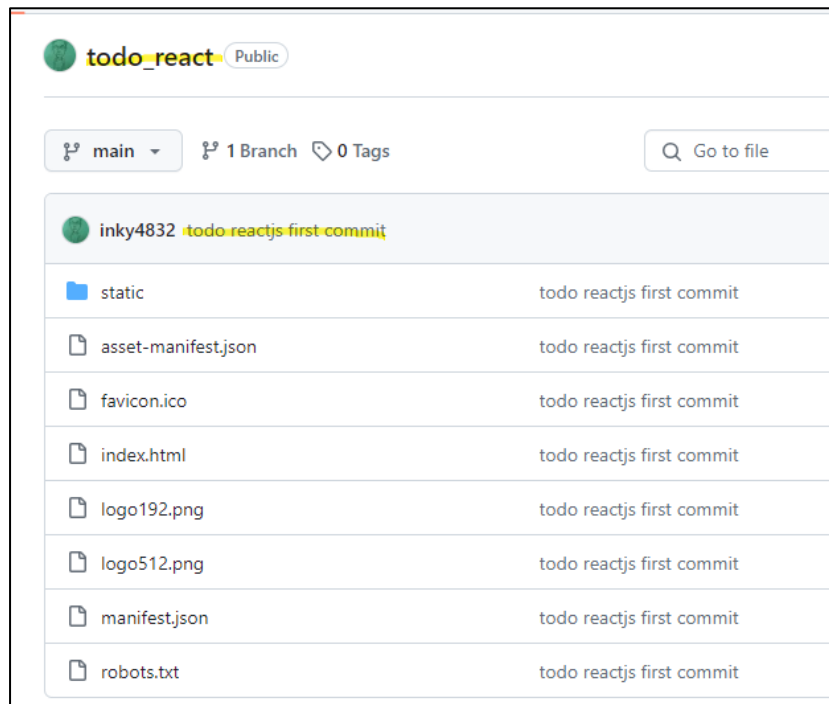 todo_react Public
main 1 Branch 0 Tags Go to file
inky4832 todo reactjs first commit
static todo reactjs first commit
asset-manifest.json todo reactjs first commit
favicon.ico todo reactjs first commit
index.html todo reactjs first commit
logo192.png todo reactjs first commit
logo512.png todo reactjs first commit
manifest.json todo reactjs first commit
robots.txt todo reactjs first commit